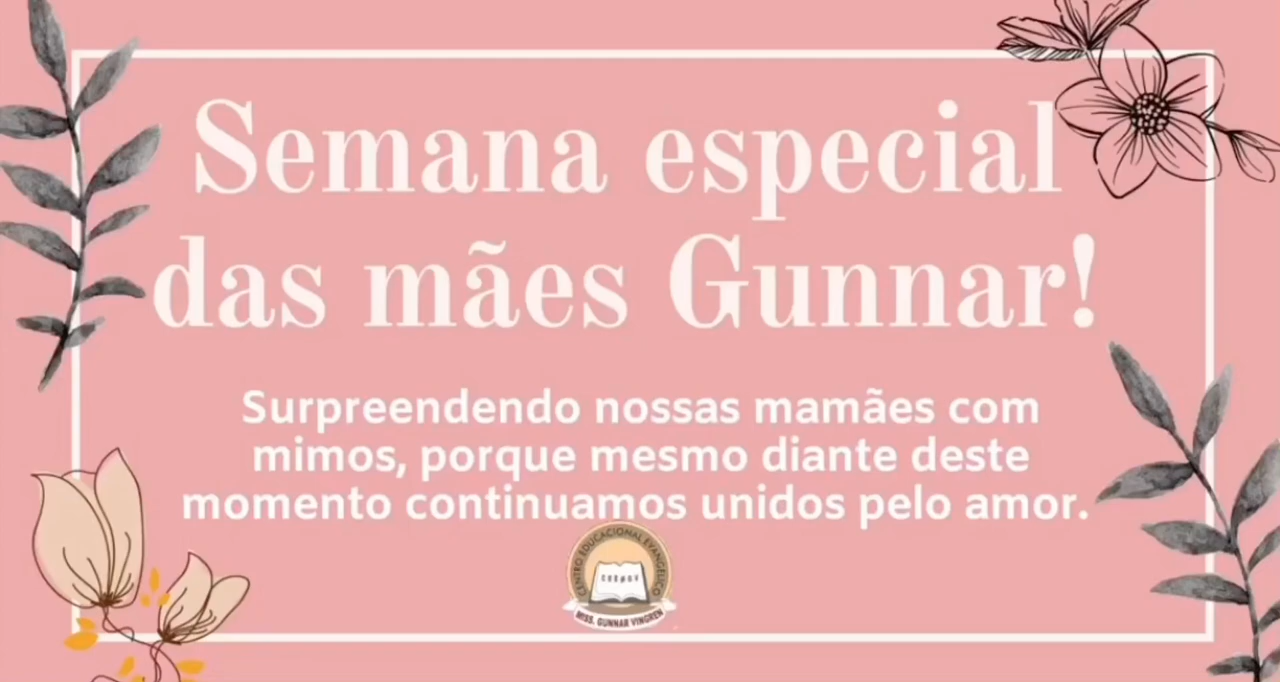 Semana especial
das mães Gunnar!
Surpreendendo nossas mamães com
mimos, porque mesmo diante deste
momento continuamos unidos pelo amor.
CENTRO EDUCACIONAL EVANGÉLICO
MISS. GUNNAR VINGREN